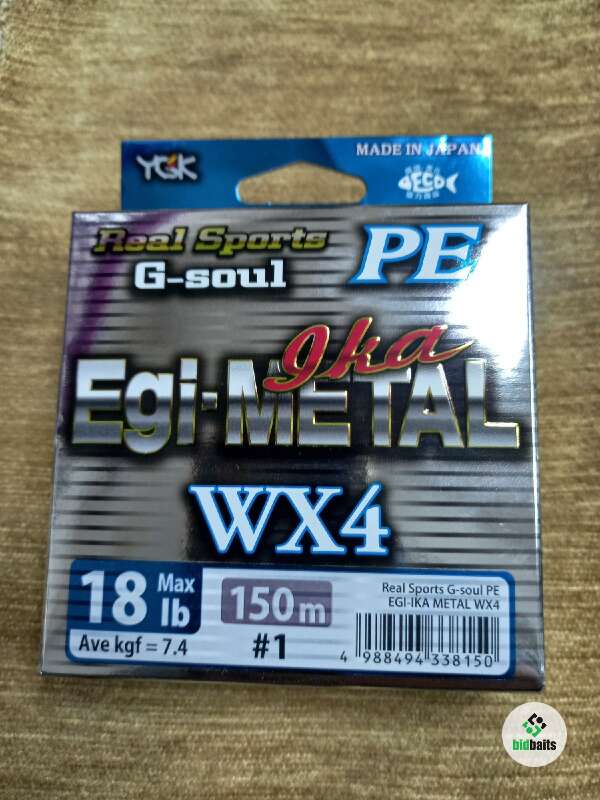 YGK
MADE IN JAPAN
Real Sports
G-soul
PE
Ika
Egi-METAL
WX4
18 Max lb
Ave kgf = 7.4
150m
#1
Real Sports G-soul PE
EGI-IKA METAL WX4
4 988494 338150
bidbaits